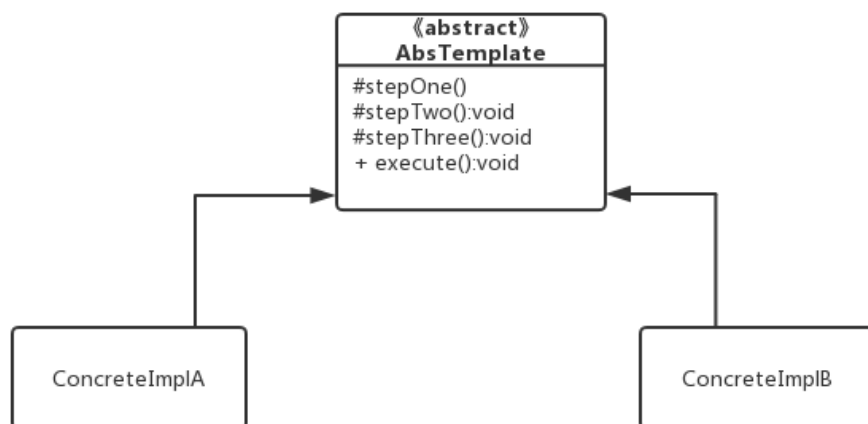 《abstract》
AbsTemplate
#stepOne()
#stepTwo():void
#stepThree():void
+ execute():void
ConcreteImplA
ConcreteImplB